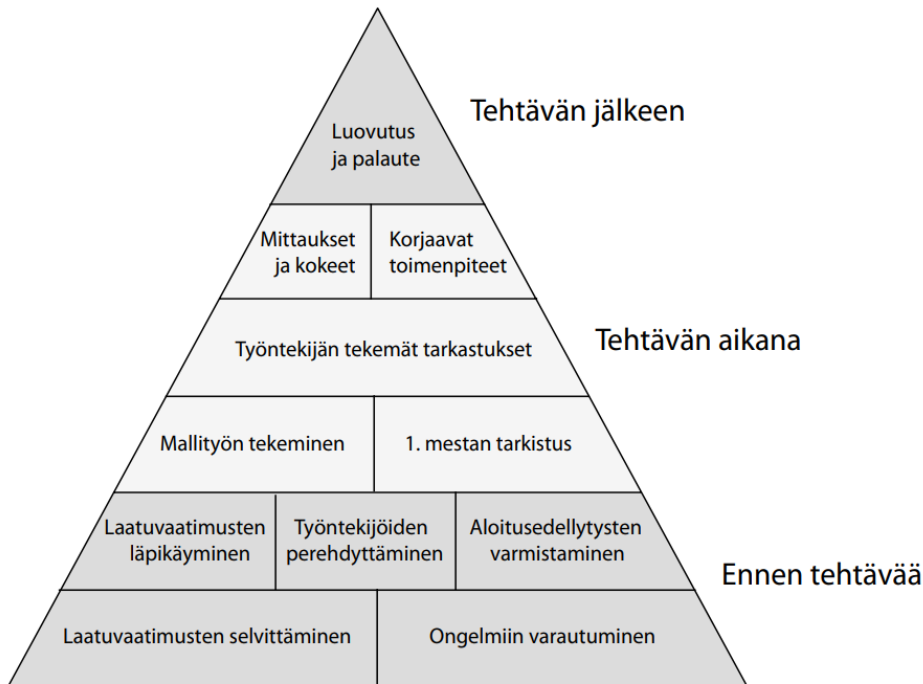 Tehtävän jälkeen
Luovutus
ja palaute
Mittaukset
ja kokeet
Korjaavat
toimenpiteet
Tehtävän aikana
Työntekijän tekemät tarkastukset
Mallityön tekeminen
1. mestan tarkistus
Laatuvaatimusten
läpikäyminen
Työntekijöiden
perehdyttäminen
Aloitusedellytysten
varmistaminen
Ennen tehtävää
Laatuvaatimusten selvittäminen
Ongelmiin varautuminen